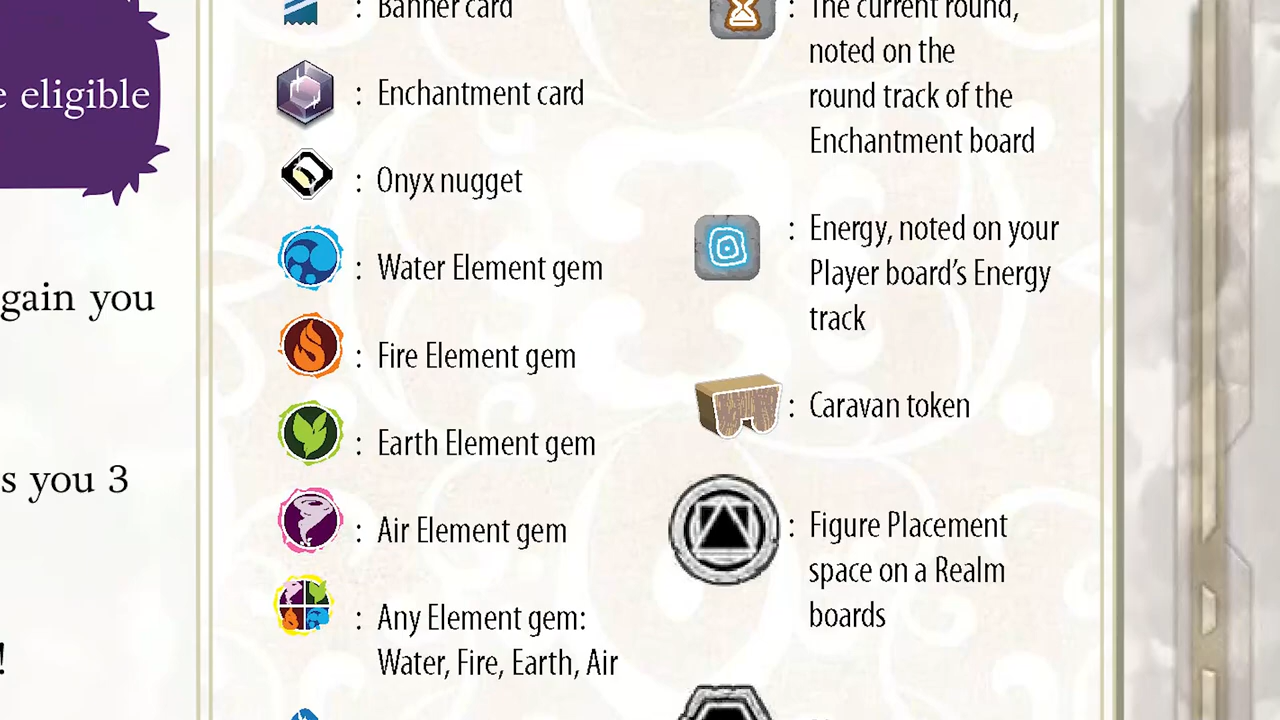 e eligible
gain you
s you 3
!
: Banner card
: Enchantment card
: Onyx nugget
: Water Element gem
: Fire Element gem
: Earth Element gem
: Air Element gem
: Any Element gem:
Water, Fire, Earth, Air
: The current round,
noted on the
round track of the
Enchantment board
: Energy, noted on your
Player board’s Energy
track
: Caravan token
: Figure Placement
space on a Realm
boards